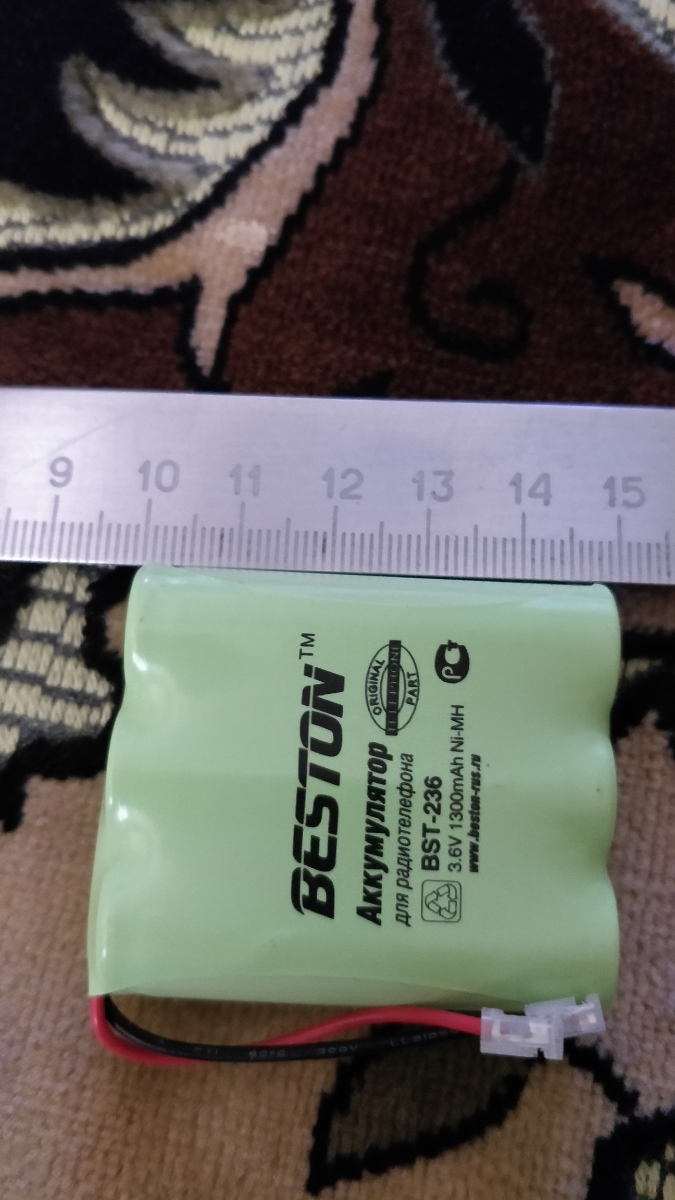 9 10 11 12 13 14 15
BESTON™
ORIGINAL
PART
Аккумулятор
для радиотелефона
BST-236
3.6V 1300mAh Ni-MH
www.beston-rus.ru